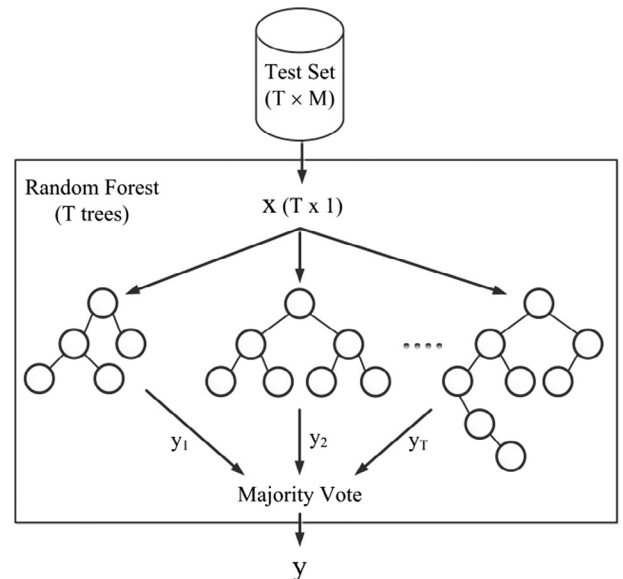 Test Set
(T × M)
Random Forest
(T trees)
X (T x 1)
y1
y2
yT
Majority Vote
y